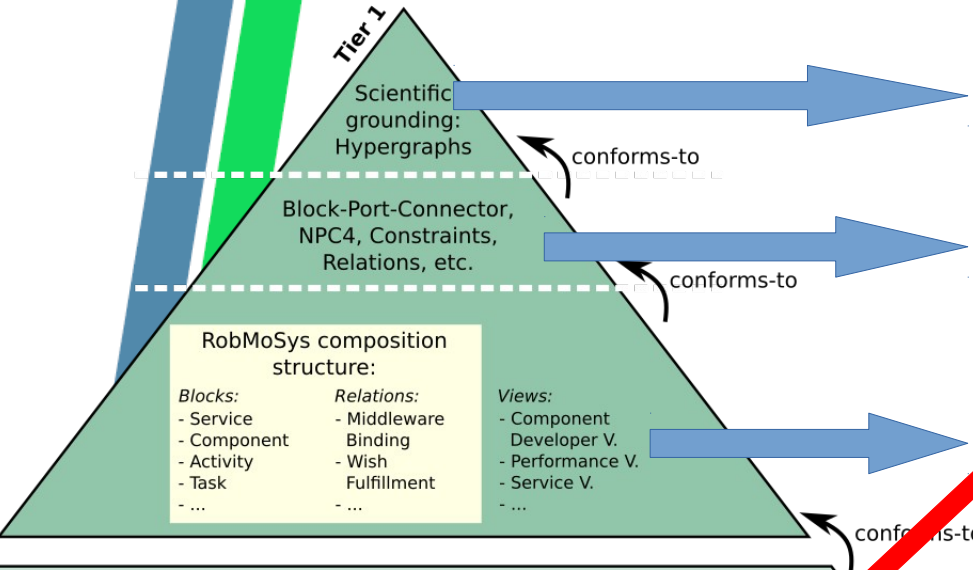 Tier 1
Scientific
grounding:
Hypergraphs
conforms-to
Block-Port-Connector,
NPC4, Constraints,
Relations, etc.
conforms-to
RobMoSys composition
structure:
Blocks:
- Service
- Component
- Activity
- Task
- ...
Relations:
- Middleware
Binding
- Wish
Fulfillment
- ...
Views:
- Component
Developer V.
- Performance V.
- Service V.
- ...